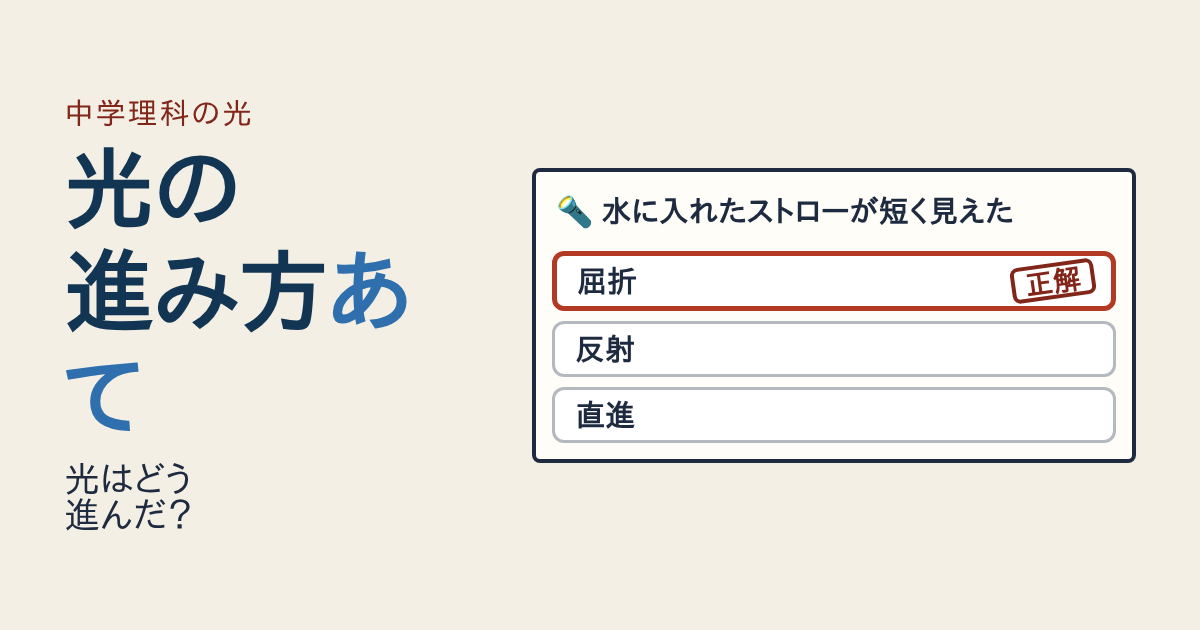 中学理科の光
光の
進み方あ
て
光はどう
進んだ?
水に入れたストローが短く見えた
屈折
正解
反射
直進